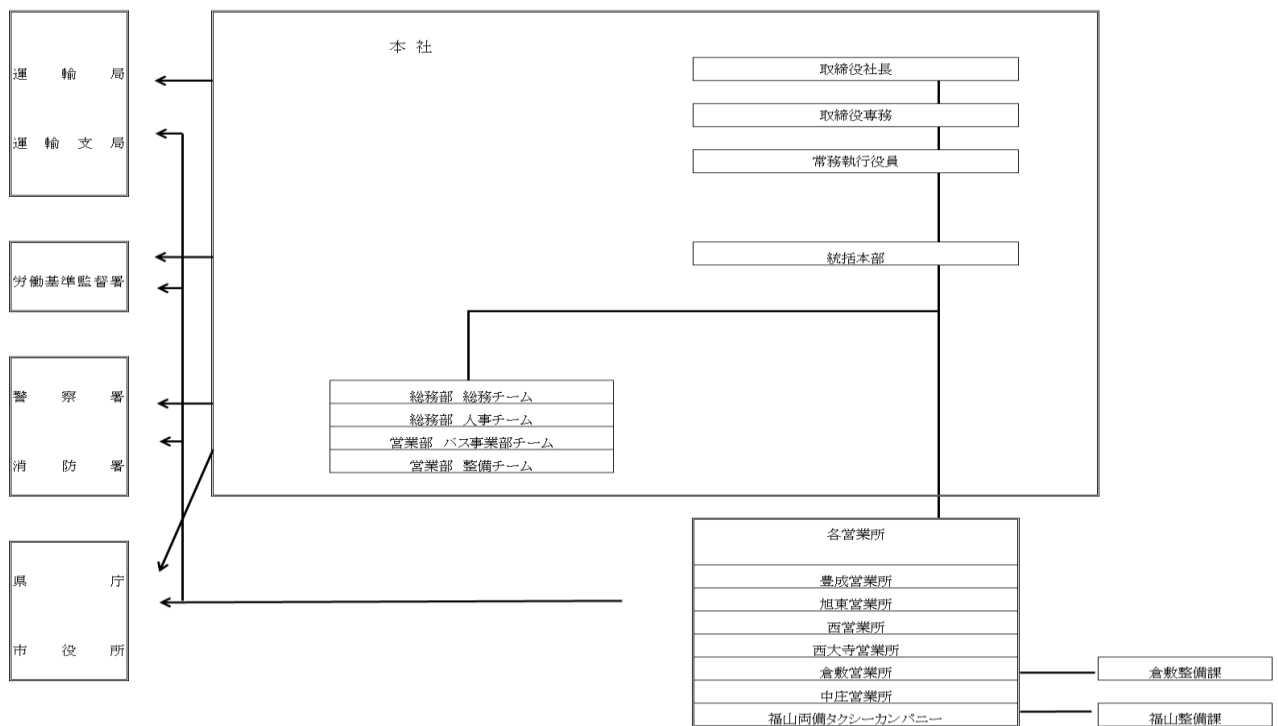 運輸局
運輸支局
労働基準監督署
警察署
消防署
県庁
市役所
本社
取締役社長
取締役専務
常務執行役員
統括本部
総務部 総務チーム
総務部 人事チーム
営業部 バス事業部チーム
営業部 整備チーム
各営業所
豊成営業所
旭東営業所
西営業所
西大寺営業所
倉敷営業所
中庄営業所
福山両備タクシーカンパニー
倉敷整備課
福山整備課